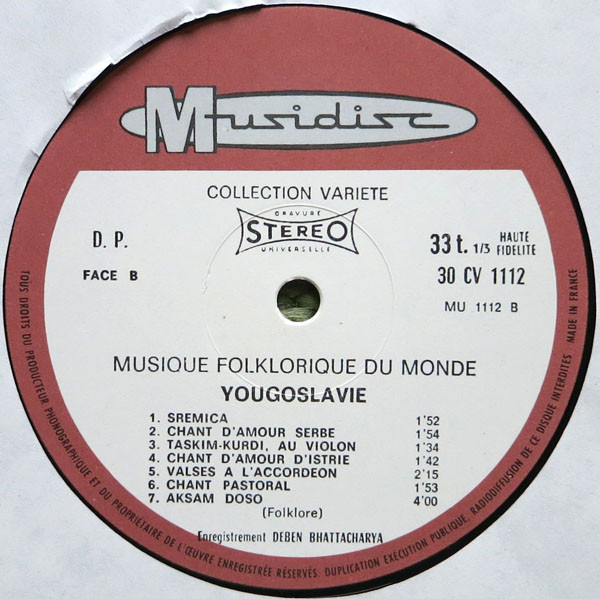 Musidisc
COLLECTION VARIETE
GRAVURE
STEREO
UNIVERSELLE
D. P.
FACE B
33 t. 1/3 HAUTE FIDELITE
30 CV 1112
MU 1112 B
MUSIQUE FOLKLORIQUE DU MONDE
YOUGOSLAVIE
1. SREMICA 1'52
2. CHANT D'AMOUR SERBE 1'54
3. TASKIM-KURDI, AU VIOLON 1'34
4. CHANT D'AMOUR D'ISTRIE 1'42
5. VALSES A L'ACCORDEON 2'15
6. CHANT PASTORAL 1'53
7. AKSAM DOSO 4'00
(Folklore)
Enregistrement DEBEN BHATTACHARYA
TOUS DROITS DU PRODUCTEUR PHONOGRAPHIQUE ET DU PROPRIETAIRE DE L'ŒUVRE ENREGISTRÉE RÉSERVÉS. DUPLICATION EXÉCUTION PUBLIQUE, RADIODIFFUSION DE CE DISQUE INTERDITES . MADE IN FRANCE